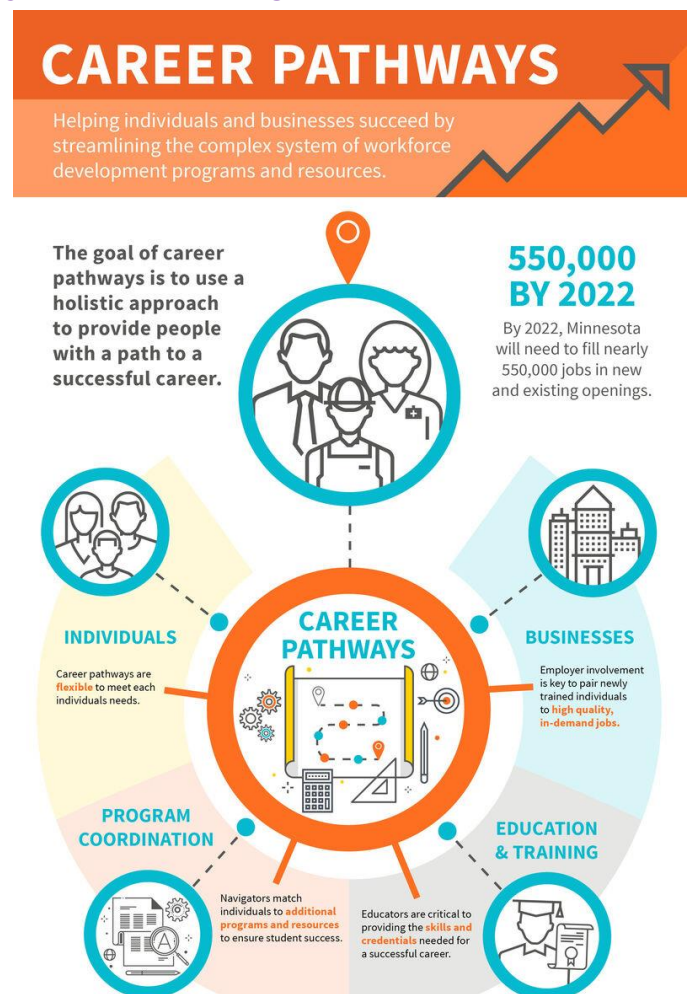 CAREER PATHWAYS
Helping individuals and businesses succeed by
streamlining the complex system of workforce
development programs and resources.
The goal of career
pathways is to use a
holistic approach
to provide people
with a path to a
successful career.
550,000
BY 2022
By 2022, Minnesota
will need to fill nearly
550,000 jobs in new
and existing openings.
CAREER
PATHWAYS
INDIVIDUALS
Career pathways are
flexible to meet each
individuals needs.
BUSINESSES
Employer involvement
is key to pair newly
trained individuals
to high quality,
in-demand jobs.
PROGRAM
COORDINATION
Navigators match
individuals to additional
programs and resources
to ensure student success.
EDUCATION
& TRAINING
Educators are critical to
providing the skills and
credentials needed for
a successful career.
A